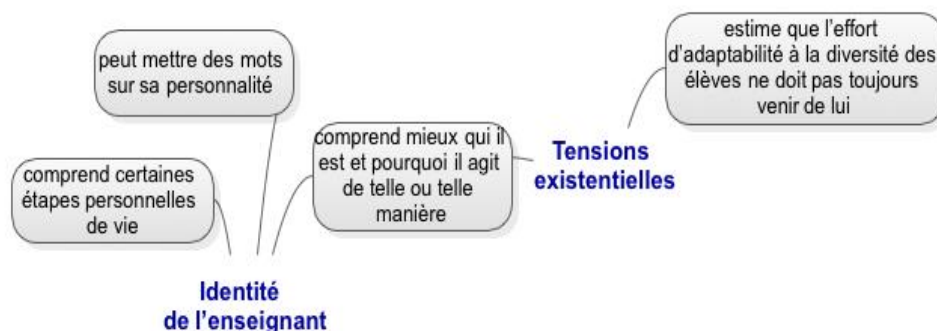 peut mettre des mots
sur sa personnalité
estime que l'effort
d'adaptabilité à la diversité des
élèves ne doit pas toujours
venir de lui
comprend mieux qui il
est et pourquoi il agit
de telle ou telle
manière
Tensions
existentielles
comprend certaines
étapes personnelles
de vie
Identité
de l'enseignant